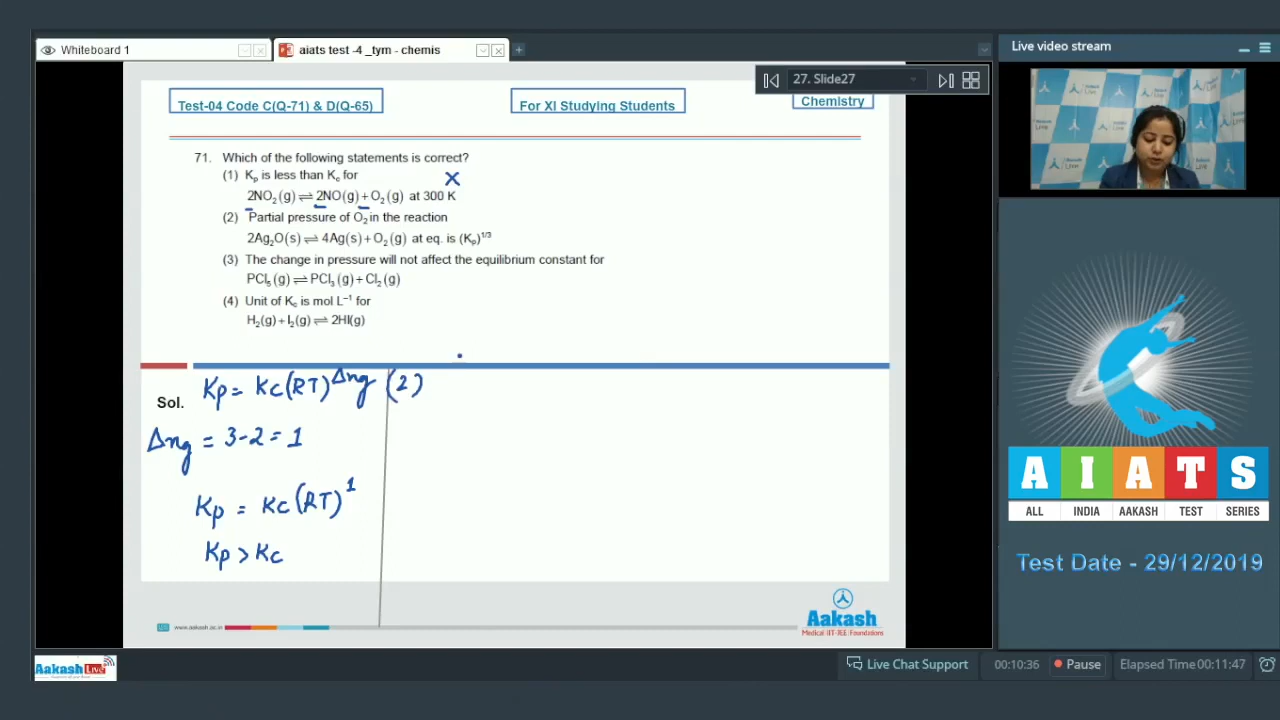 Whiteboard 1
aiats test -4 _tym - chemis
Live video stream
27. Slide27
Test-04 Code C(Q-71) & D(Q-65)
For XI Studying Students
Chemistry
71. Which of the following statements is correct?
(1) Kₚ is less than K꜀ for
2NO₂(g) ⇌ 2NO(g) + O₂(g) at 300 K
(2) Partial pressure of O₂ in the reaction
2Ag₂O(s) ⇌ 4Ag(s) + O₂(g) at eq. is (Kₚ)¹ᐟ³
(3) The change in pressure will not affect the equilibrium constant for
PCl₅(g) ⇌ PCl₃(g) + Cl₂(g)
(4) Unit of K꜀ is mol L⁻¹ for
H₂(g) + I₂(g) ⇌ 2HI(g)
Sol.
Kp = Kc (RT)^Δng (2)
Δng = 3-2 = 1
Kp = Kc (RT)¹
Kp > Kc
www.aakash.ac.in
Aakash
Medical | IIT-JEE | Foundations
A I A T S
ALL INDIA AAKASH TEST SERIES
Test Date - 29/12/2019
Aakash Live
Live Chat Support
00:10:36
Pause
Elapsed Time 00:11:47